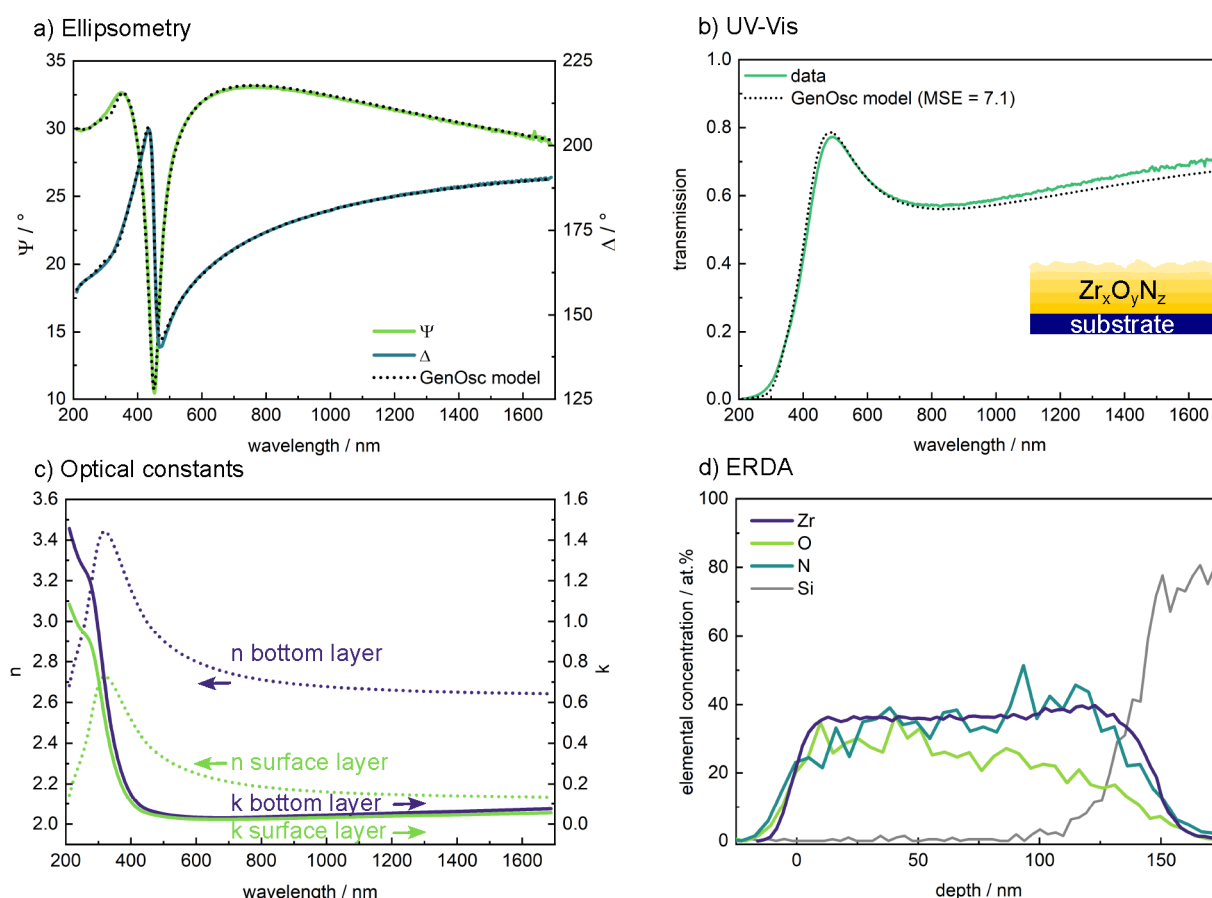 a) Ellipsometry
35
30
25
20
15
10
Ψ / °
225
200
175
150
125
Δ / °
Ψ
Δ
GenOsc model
200 400 600 800 1000 1200 1400 1600
wavelength / nm
b) UV-Vis
1.0
0.8
0.6
0.4
0.2
0.0
transmission
data
GenOsc model (MSE = 7.1)
ZrxOyNz
substrate
200 400 600 800 1000 1200 1400 1600
wavelength / nm
c) Optical constants
3.6
3.4
3.2
3.0
2.8
2.6
2.4
2.2
2.0
n
1.6
1.4
1.2
1.0
0.8
0.6
0.4
0.2
0.0
k
n bottom layer
n surface layer
k bottom layer
k surface layer
200 400 600 800 1000 1200 1400 1600
wavelength / nm
d) ERDA
100
80
60
40
20
0
elemental concentration / at.%
Zr
O
N
Si
0 50 100 150
depth / nm